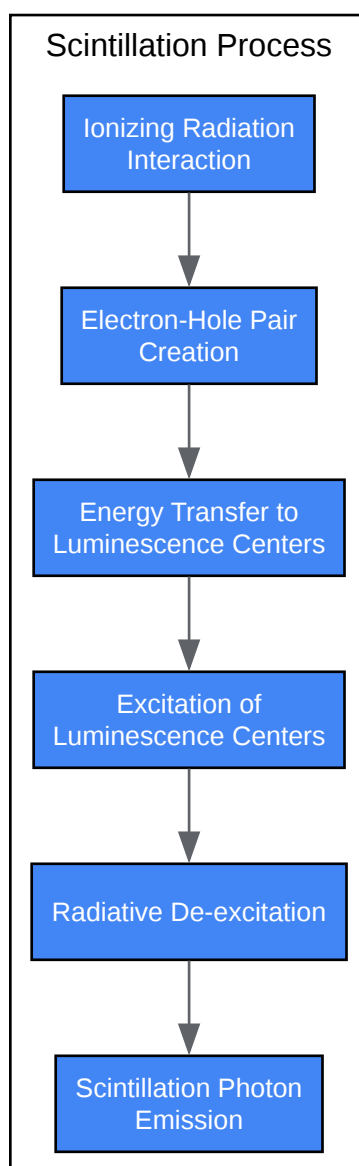 Scintillation Process
Ionizing Radiation
Interaction
Electron-Hole Pair
Creation
Energy Transfer to
Luminescence Centers
Excitation of
Luminescence Centers
Radiative De-excitation
Scintillation Photon
Emission